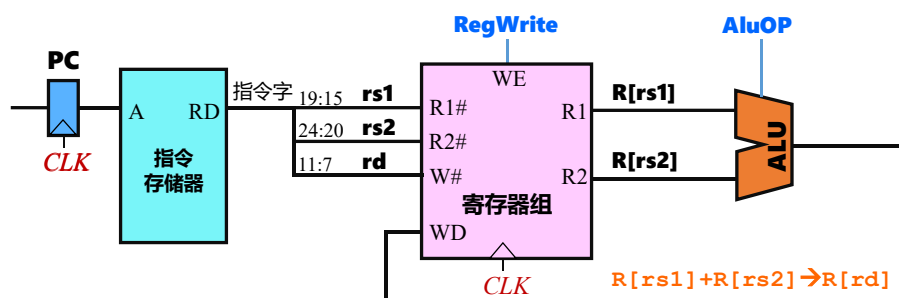 RegWrite
AluOP
PC
WE
指令字
19:15
rs1
R[rs1]
A
RD
R1#
R1
24:20
rs2
R2#
CLK
指令
存储器
11:7
rd
W#
R[rs2]
R2
ALU
寄存器组
WD
CLK
R[rs1]+R[rs2]→R[rd]